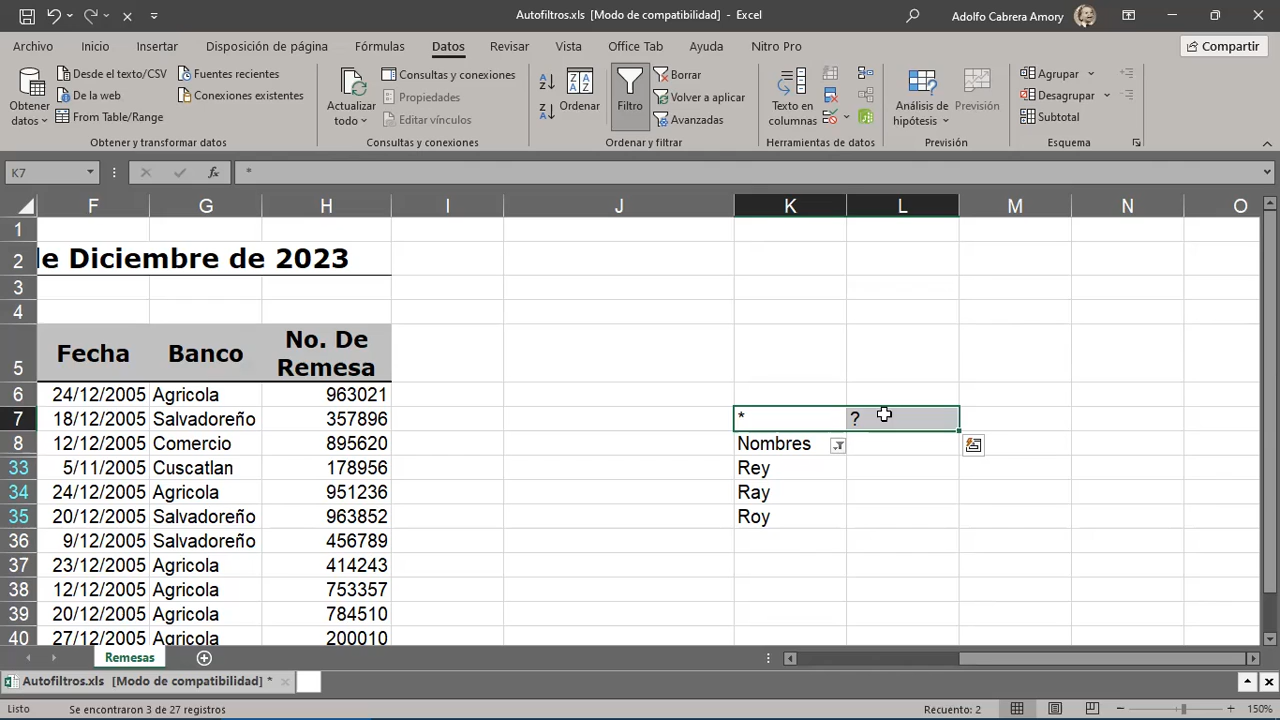 Autofiltros.xls [Modo de compatibilidad] - Excel
Adolfo Cabrera Amory
Archivo Inicio Insertar Disposición de página Fórmulas Datos Revisar Vista Office Tab Ayuda Nitro Pro
Compartir
Obtener datos
Desde el texto/CSV
De la web
From Table/Range
Fuentes recientes
Conexiones existentes
Obtener y transformar datos
Actualizar todo
Consultas y conexiones
Propiedades
Editar vínculos
Consultas y conexiones
Ordenar
Filtro
Borrar
Volver a aplicar
Avanzadas
Ordenar y filtrar
Texto en columnas
Herramientas de datos
Análisis de hipótesis
Previsión
Previsión
Agrupar
Desagrupar
Subtotal
Esquema
K7 fx *
F G H I J K L M N O
1
2 de Diciembre de 2023
3
4
5 Fecha Banco No. De Remesa
6 24/12/2005 Agricola 963021
7 18/12/2005 Salvadoreño 357896 * ?
8 12/12/2005 Comercio 895620 Nombres
33 5/11/2005 Cuscatlan 178956 Rey
34 24/12/2005 Agricola 951236 Ray
35 20/12/2005 Salvadoreño 963852 Roy
36 9/12/2005 Salvadoreño 456789
37 23/12/2005 Agricola 414243
38 12/12/2005 Agricola 753357
39 20/12/2005 Agricola 784510
40 27/12/2005 Agricola 200010
Remesas
Autofiltros.xls [Modo de compatibilidad] *
Listo Se encontraron 3 de 27 registros Recuento: 2 150%